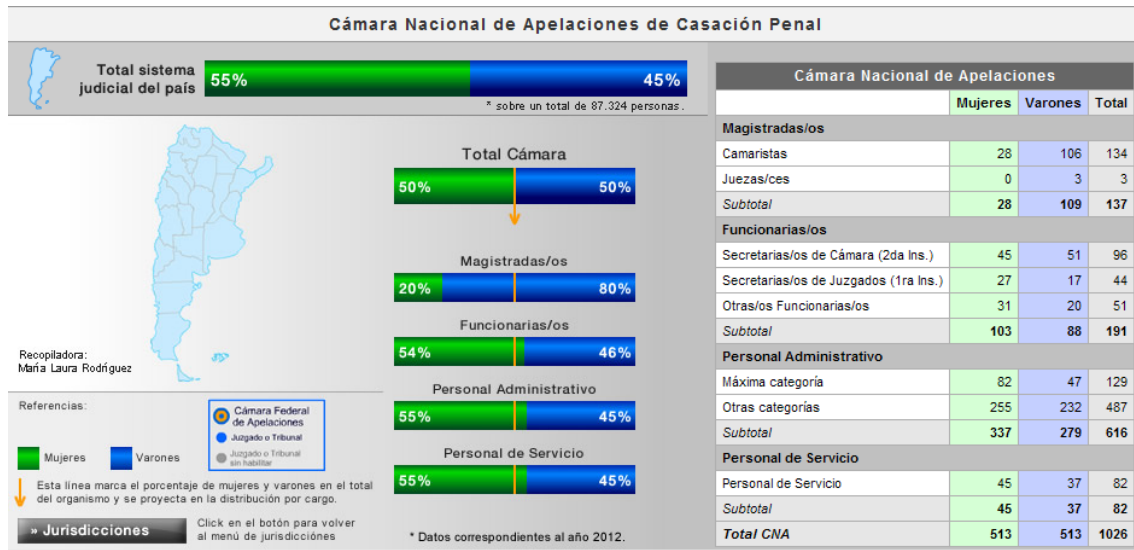 Cámara Nacional de Apelaciones de Casación Penal
Total sistema
judicial del país
55%
45%
* sobre un total de 87.324 personas.
Total Cámara
50%
50%
Magistradas/os
20%
80%
Funcionarias/os
54%
46%
Personal Administrativo
55%
45%
Personal de Servicio
55%
45%
* Datos correspondientes al año 2012.
Recopiladora:
María Laura Rodríguez
Referencias:
Mujeres
Varones
Cámara Federal
de Apelaciones
Juzgado o Tribunal
Juzgado o Tribunal
sin habilitar
Esta línea marca el porcentaje de mujeres y varones en el total
del organismo y se proyecta en la distribución por cargo.
» Jurisdicciones
Click en el botón para volver
al menú de jurisdicciónes
Cámara Nacional de Apelaciones
Mujeres Varones Total
Magistradas/os
Camaristas 28 106 134
Juezas/ces 0 3 3
Subtotal 28 109 137
Funcionarias/os
Secretarias/os de Cámara (2da Ins.) 45 51 96
Secretarias/os de Juzgados (1ra Ins.) 27 17 44
Otras/os Funcionarias/os 31 20 51
Subtotal 103 88 191
Personal Administrativo
Máxima categoría 82 47 129
Otras categorías 255 232 487
Subtotal 337 279 616
Personal de Servicio
Personal de Servicio 45 37 82
Subtotal 45 37 82
Total CNA 513 513 1026